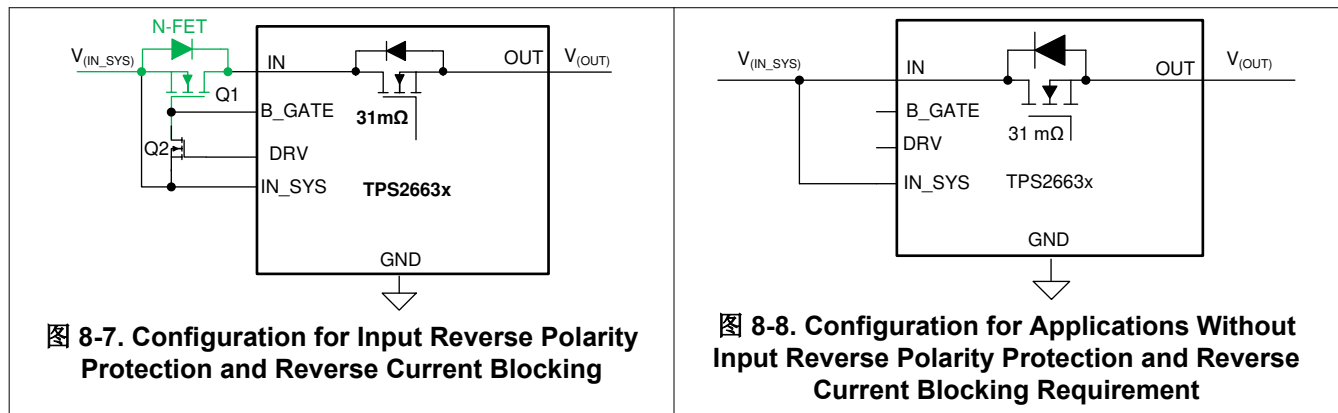 N-FET
V(IN_SYS)
IN
OUT
V(OUT)
Q1
B_GATE
31mΩ
Q2
DRV
IN_SYS
TPS2663x
GND
图 8-7. Configuration for Input Reverse Polarity
Protection and Reverse Current Blocking
V(IN_SYS)
IN
OUT
V(OUT)
B_GATE
31 mΩ
DRV
IN_SYS
TPS2663x
GND
图 8-8. Configuration for Applications Without
Input Reverse Polarity Protection and Reverse
Current Blocking Requirement